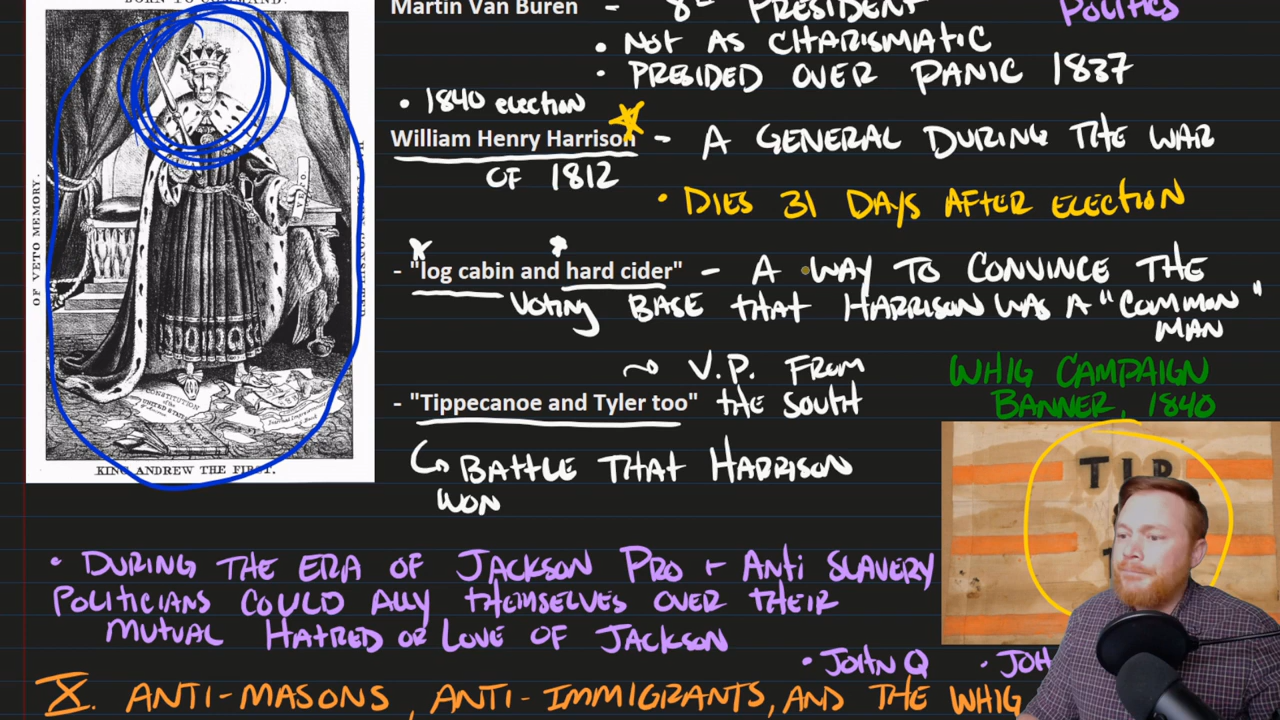 BORN TO COMMAND.
OF VETO MEMORY.
KING ANDREW THE FIRST.
CONSTITUTION
UNITED STATES
Martin Van Buren – 8TH PRESIDENT
POLITICS
• NOT AS CHARISMATIC
• PRESIDED OVER PANIC 1837
• 1840 election
William Henry Harrison – A GENERAL DURING THE WAR
OF 1812
• DIES 31 DAYS AFTER ELECTION
- "log cabin and hard cider" – A WAY TO CONVINCE THE
VOTING BASE THAT HARRISON WAS A "COMMON"
MAN
V.P. FROM
- "Tippecanoe and Tyler too" THE SOUTH
BATTLE THAT HARRISON
WON
WHIG CAMPAIGN
BANNER, 1840
TIP
• DURING THE ERA OF JACKSON PRO + ANTI SLAVERY
POLITICIANS COULD ALLY THEMSELVES OVER THEIR
MUTUAL HATRED OR LOVE OF JACKSON
• JOHN Q • JOH
X. ANTI-MASONS, ANTI-IMMIGRANTS, AND THE WHIG